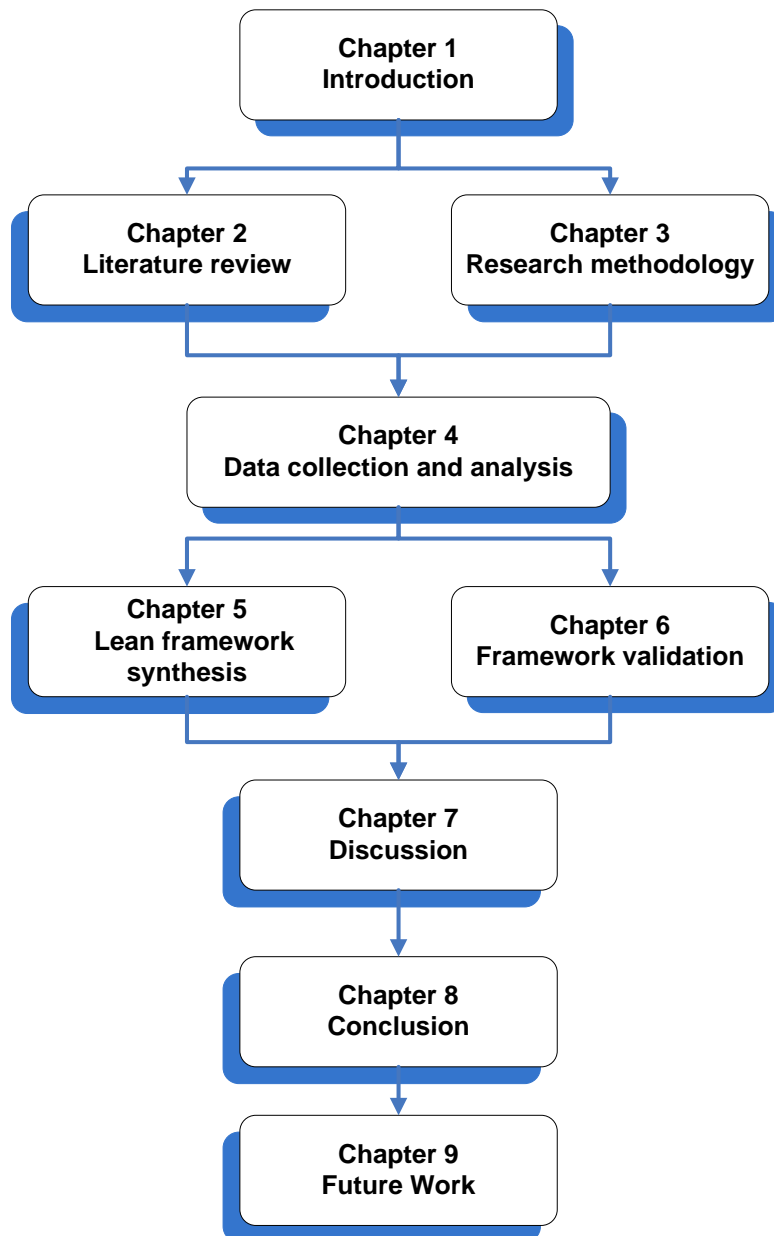 Chapter 1
Introduction
Chapter 2
Literature review
Chapter 3
Research methodology
Chapter 4
Data collection and analysis
Chapter 5
Lean framework
synthesis
Chapter 6
Framework validation
Chapter 7
Discussion
Chapter 8
Conclusion
Chapter 9
Future Work